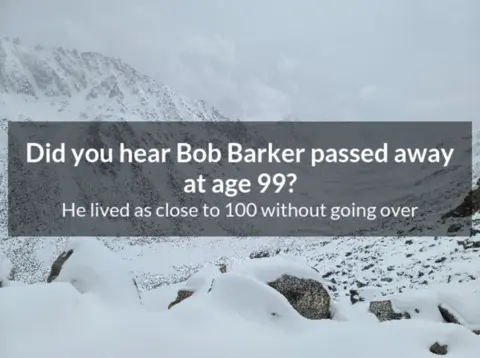 Did you hear Bob Barker passed away
at age 99?
He lived as close to 100 without going over